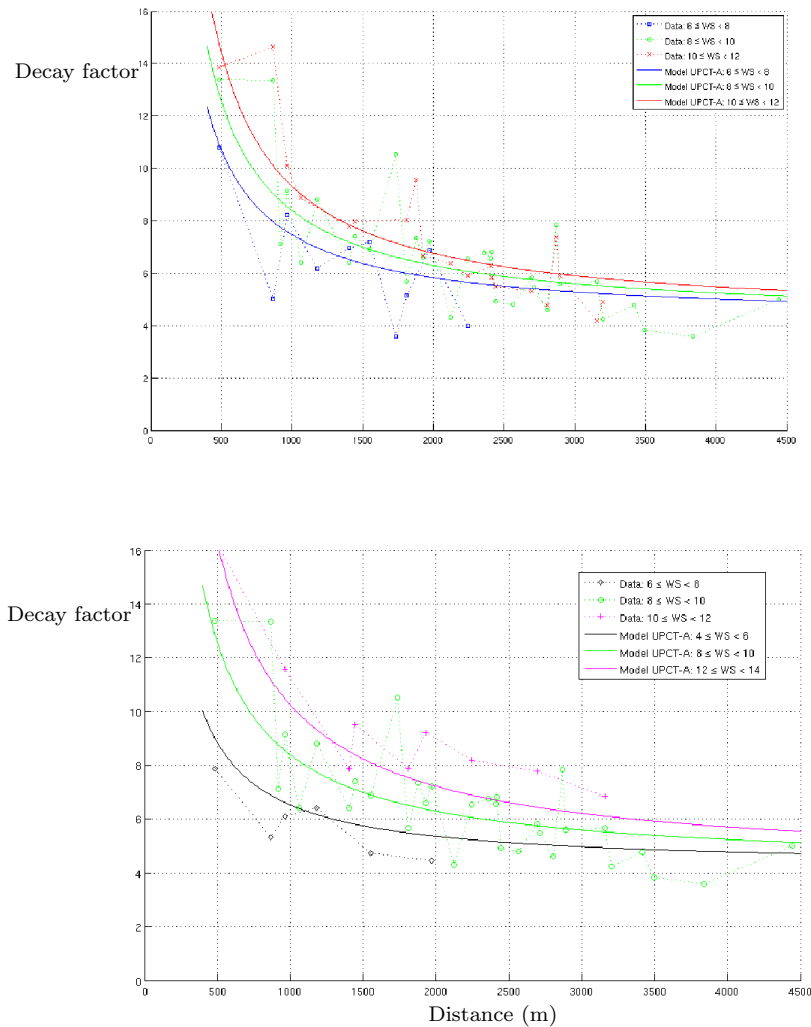 16
14
12
10
8
6
4
2
0
Decay factor
Data: 6 ≤ WS < 8
Data: 8 ≤ WS < 10
Data: 10 ≤ WS < 12
Model UPCT-A: 6 ≤ WS < 8
Model UPCT-A: 8 ≤ WS < 10
Model UPCT-A: 10 ≤ WS < 12
0 500 1000 1500 2000 2500 3000 3500 4000 4500
16
14
12
10
8
6
4
2
0
Decay factor
Data: 6 ≤ WS < 8
Data: 8 ≤ WS < 10
Data: 10 ≤ WS < 12
Model UPCT-A: 4 ≤ WS < 6
Model UPCT-A: 8 ≤ WS < 10
Model UPCT-A: 12 ≤ WS < 14
0 500 1000 1500 2000 2500 3000 3500 4000 4500
Distance (m)